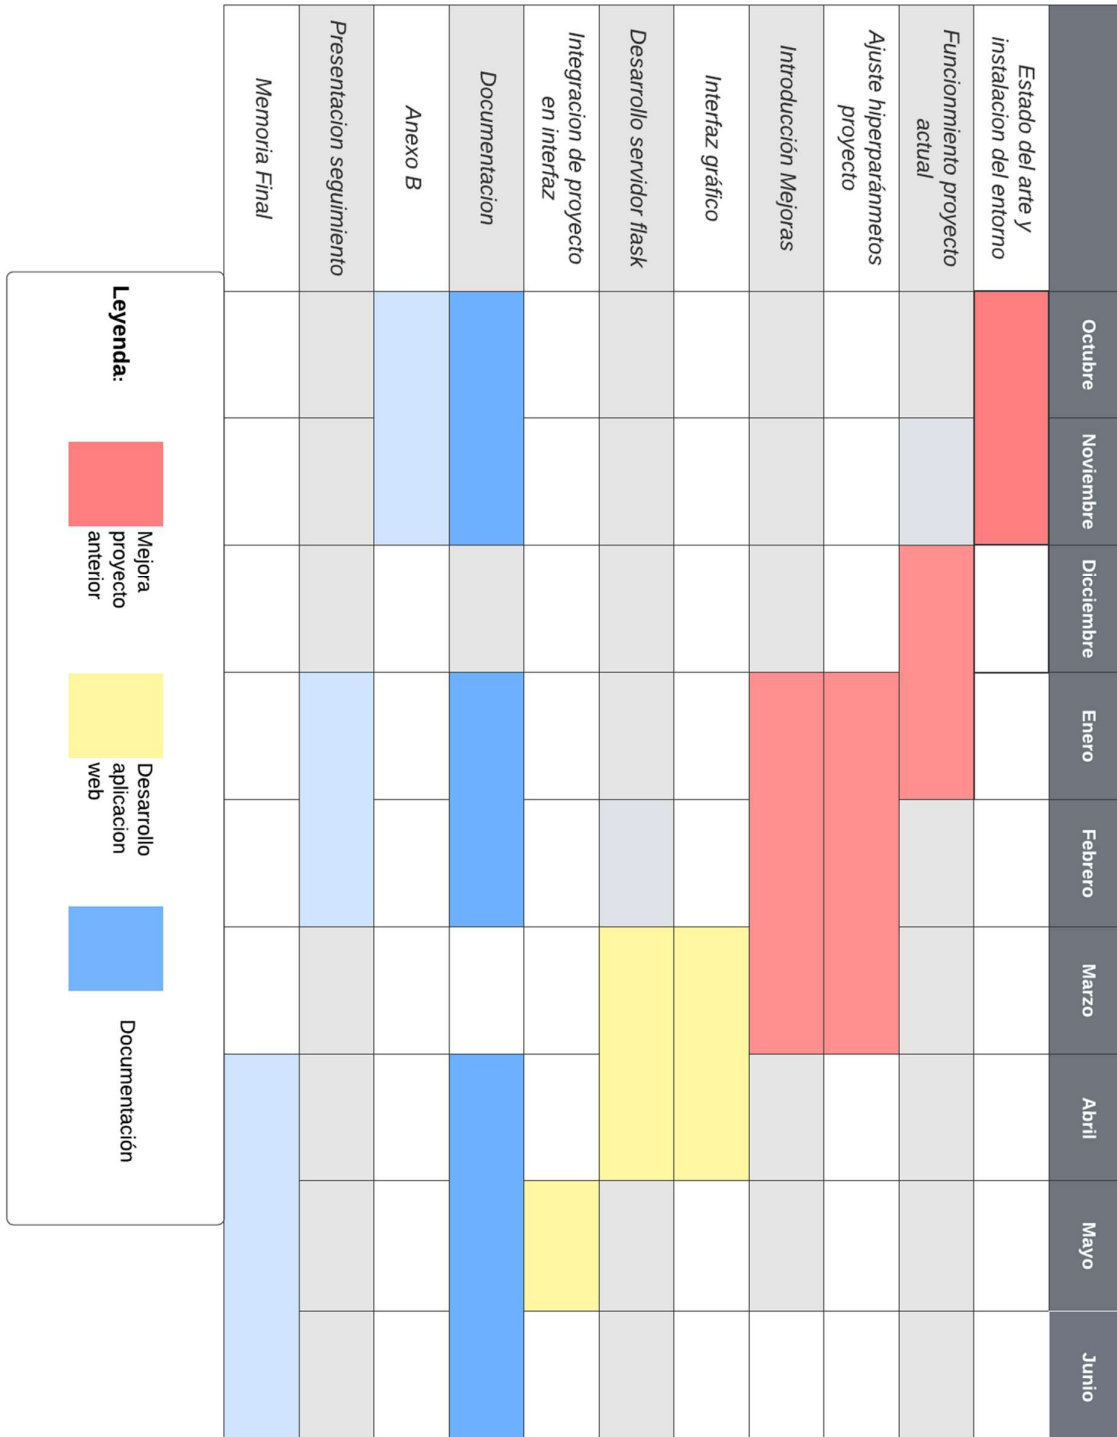 Octubre
Noviembre
Dicciembre
Enero
Febrero
Marzo
Abril
Mayo
Junio
Estado del arte y
instalacion del entorno
Funcionmiento proyecto
actual
Ajuste hiperparánmetos
proyecto
Introducción Mejoras
Interfaz gráfico
Desarrollo servidor flask
Integracion de proyecto
en interfaz
Documentacion
Anexo B
Presentacion seguimiento
Memoria Final
Leyenda:
Mejora
proyecto
anterior
Desarrollo
aplicacion
web
Documentación